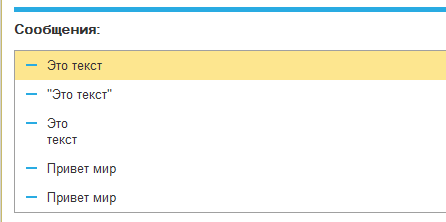 Сообщения:
Это текст
"Это текст"
Это
текст
Привет мир
Привет мир